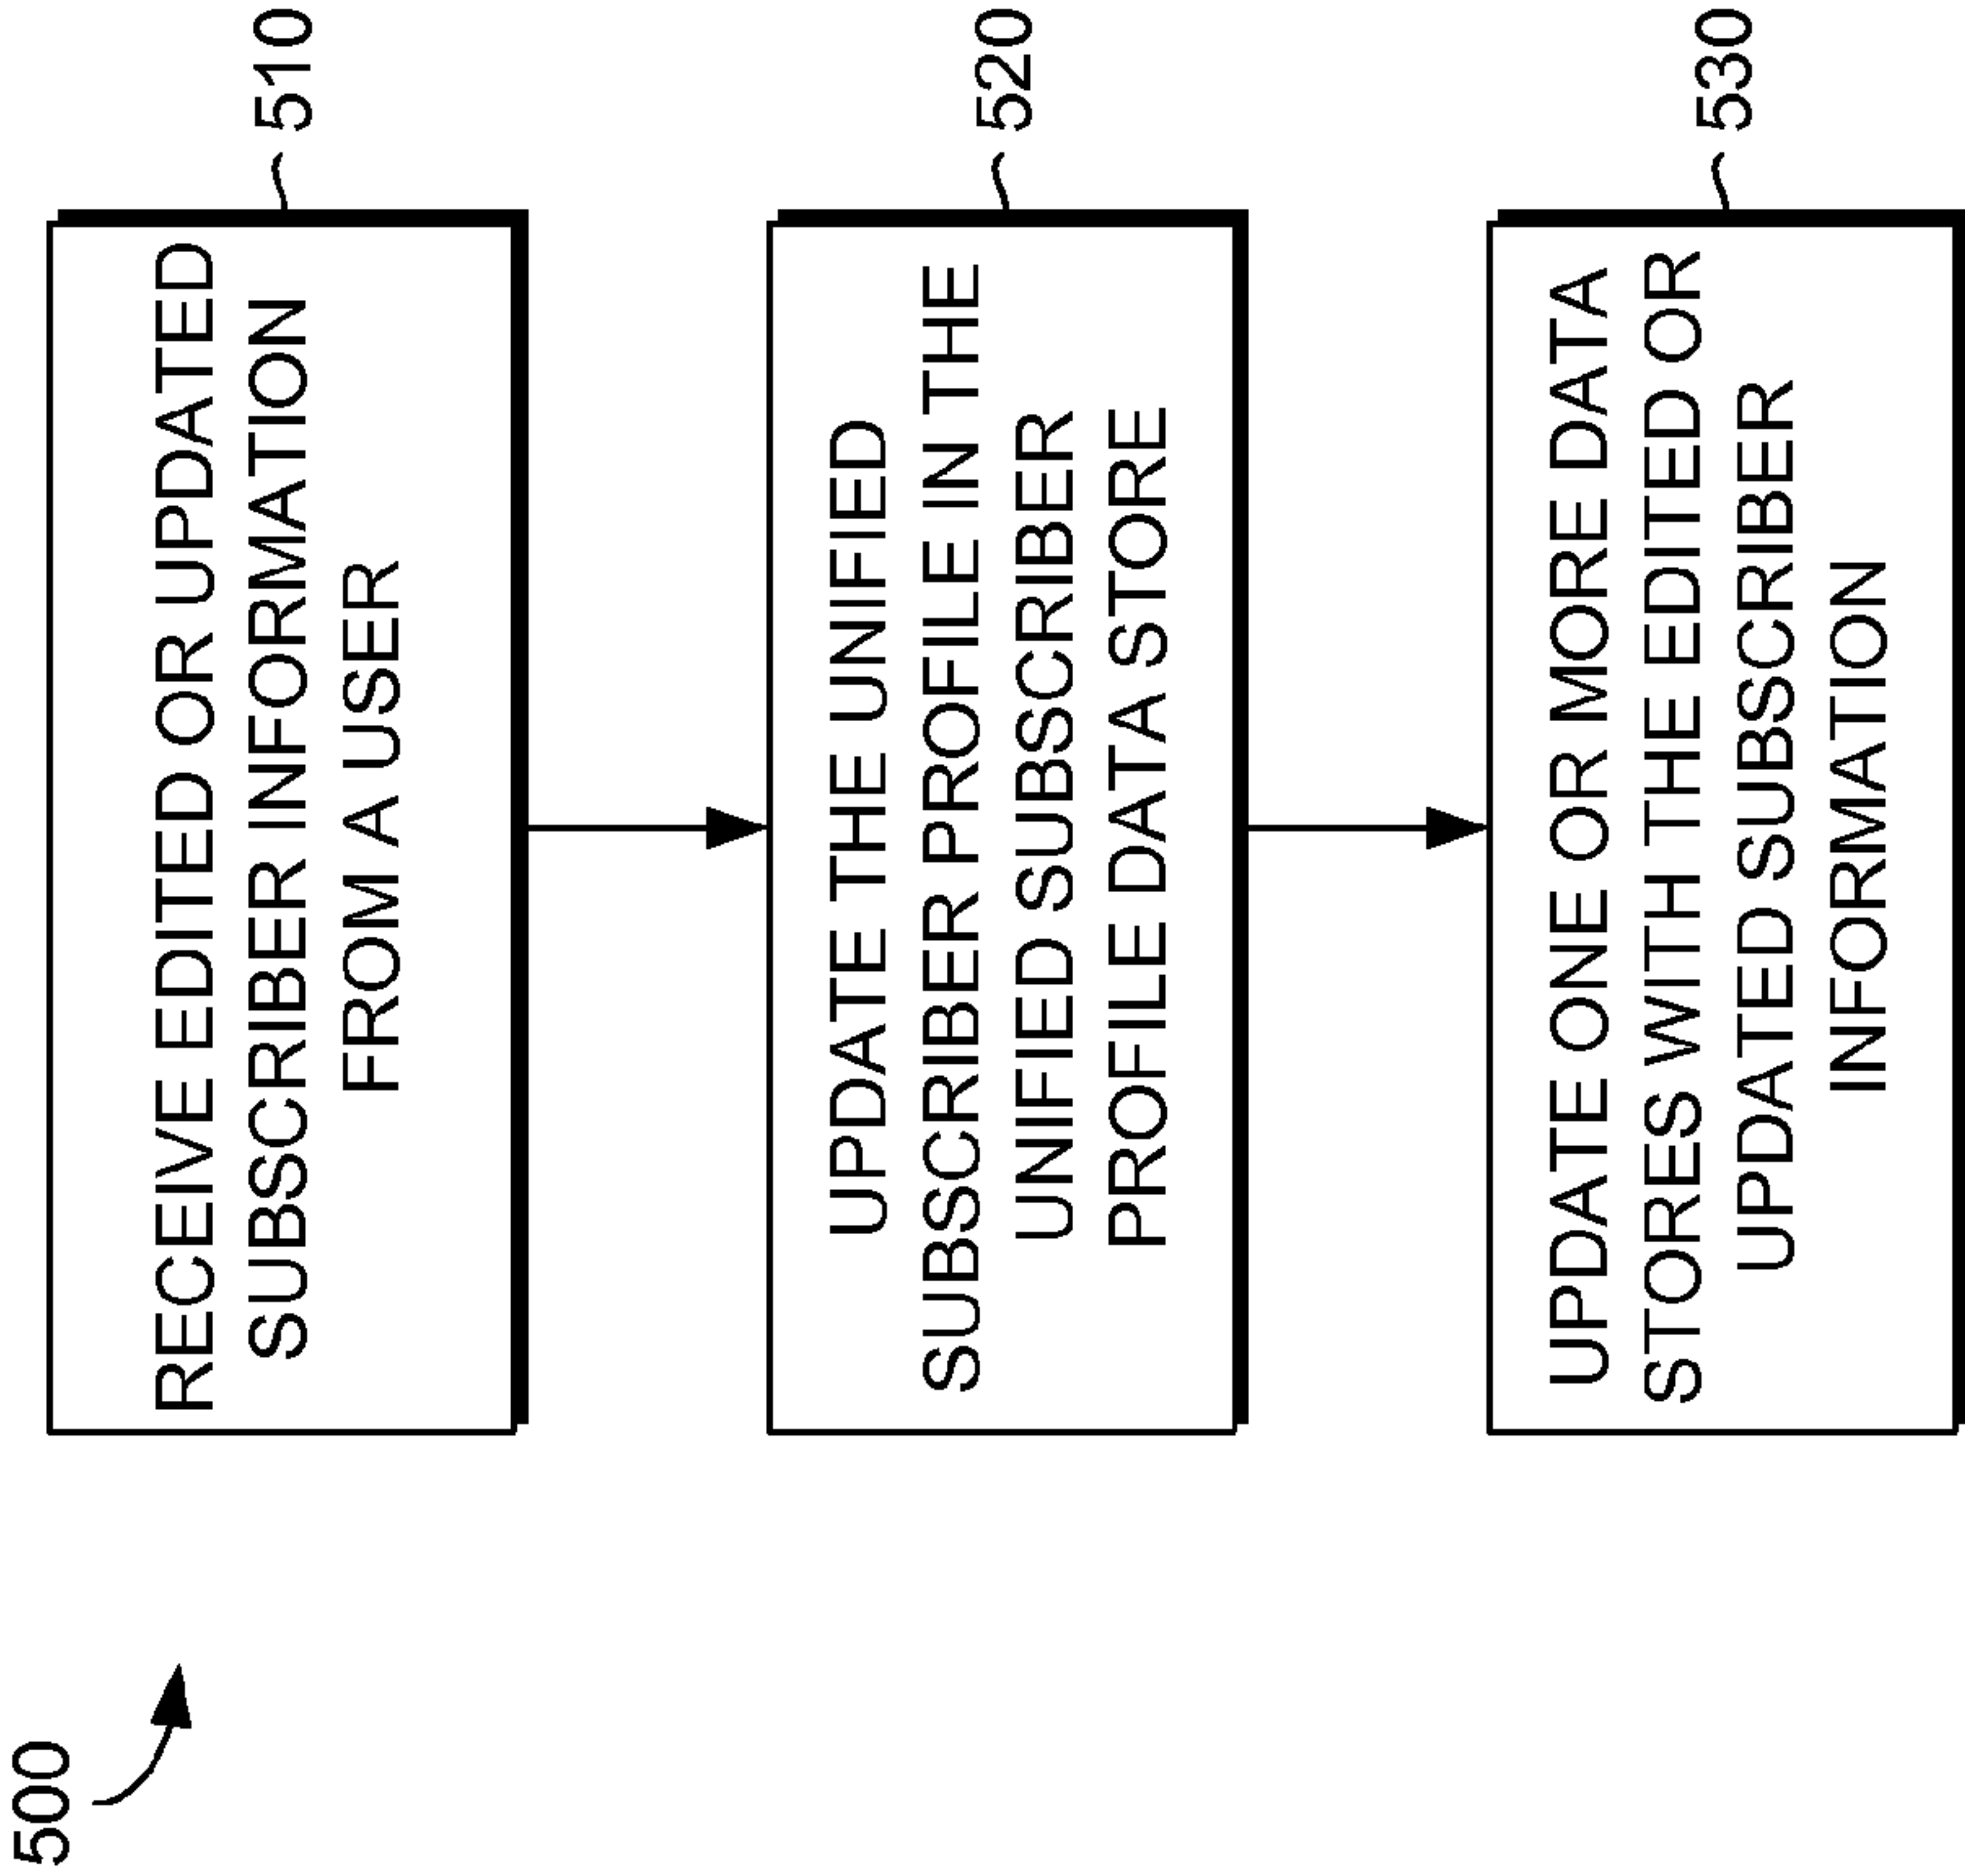 500
RECEIVE EDITED OR UPDATED
SUBSCRIBER INFORMATION
FROM A USER
510
UPDATE THE UNIFIED
SUBSCRIBER PROFILE IN THE
UNIFIED SUBSCRIBER
PROFILE DATA STORE
520
UPDATE ONE OR MORE DATA
STORES WITH THE EDITED OR
UPDATED SUBSCRIBER
INFORMATION
530